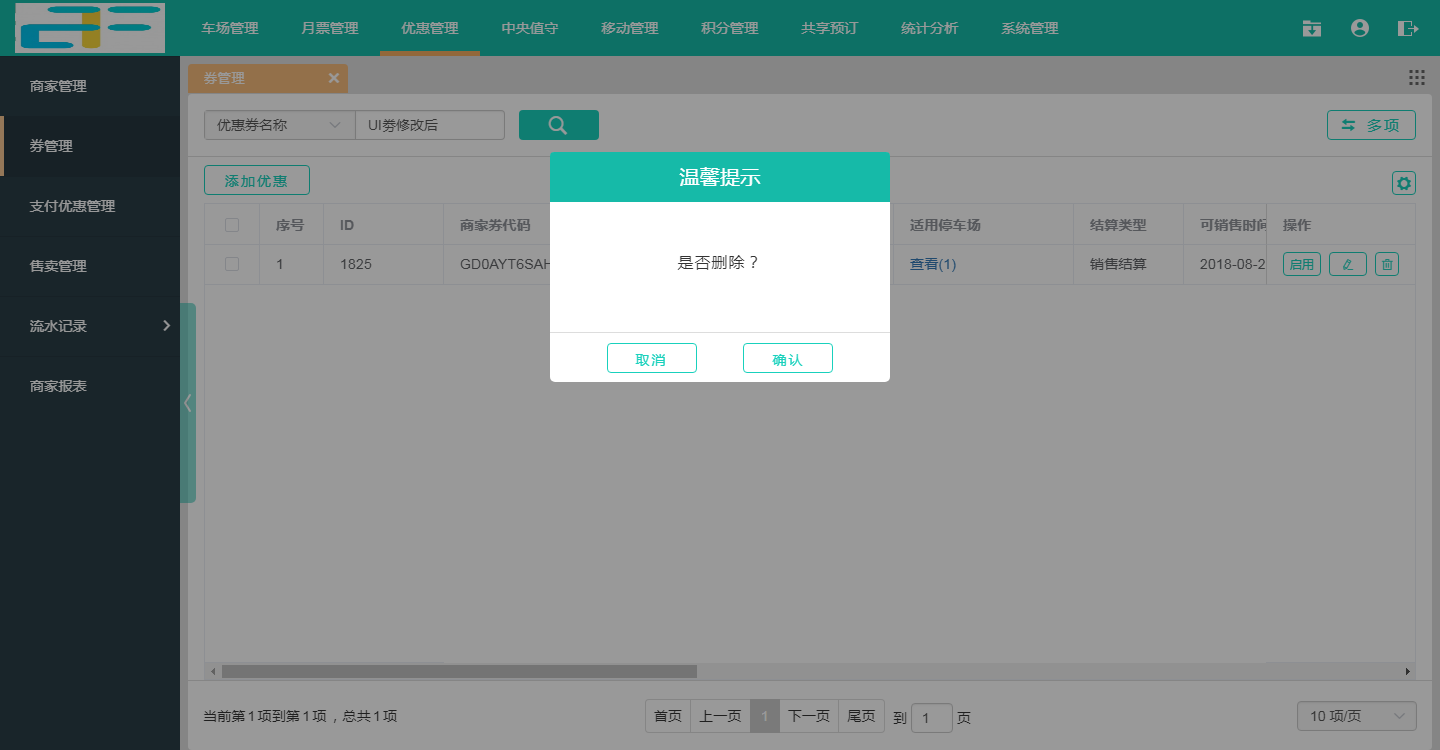 车场管理 月票管理 优惠管理 中央值守 移动管理 积分管理 共享预订 统计分析 系统管理
商家管理
券管理
支付优惠管理
售卖管理
流水记录
商家报表
券管理
优惠券名称 UI劵修改后
多项
添加优惠
序号 ID 商家券代码 适用停车场 结算类型 可销售时间 操作
1 1825 GD0AYT6SAH 查看(1) 销售结算 2018-08-2 启用
温馨提示
是否删除？
取消 确认
当前第1项到第1项，总共1项
首页 上一页 1 下一页 尾页 到 1 页
10 项/页